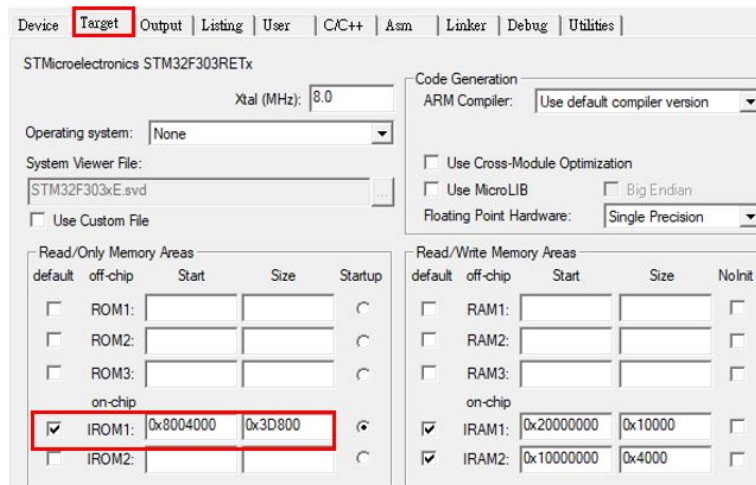 Device Target Output Listing User C/C++ Asm Linker Debug Utilities
STMicroelectronics STM32F303RETx
Xtal (MHz): 8.0
Operating system: None
System Viewer File:
STM32F303xE.svd ...
Use Custom File
Code Generation
ARM Compiler: Use default compiler version
Use Cross-Module Optimization
Use MicroLIB Big Endian
Floating Point Hardware: Single Precision
Read/Only Memory Areas
default off-chip Start Size Startup
ROM1:
ROM2:
ROM3:
on-chip
IROM1: 0x8004000 0x3D800
IROM2:
Read/Write Memory Areas
default off-chip Start Size NoInit
RAM1:
RAM2:
RAM3:
on-chip
IRAM1: 0x20000000 0x10000
IRAM2: 0x10000000 0x4000